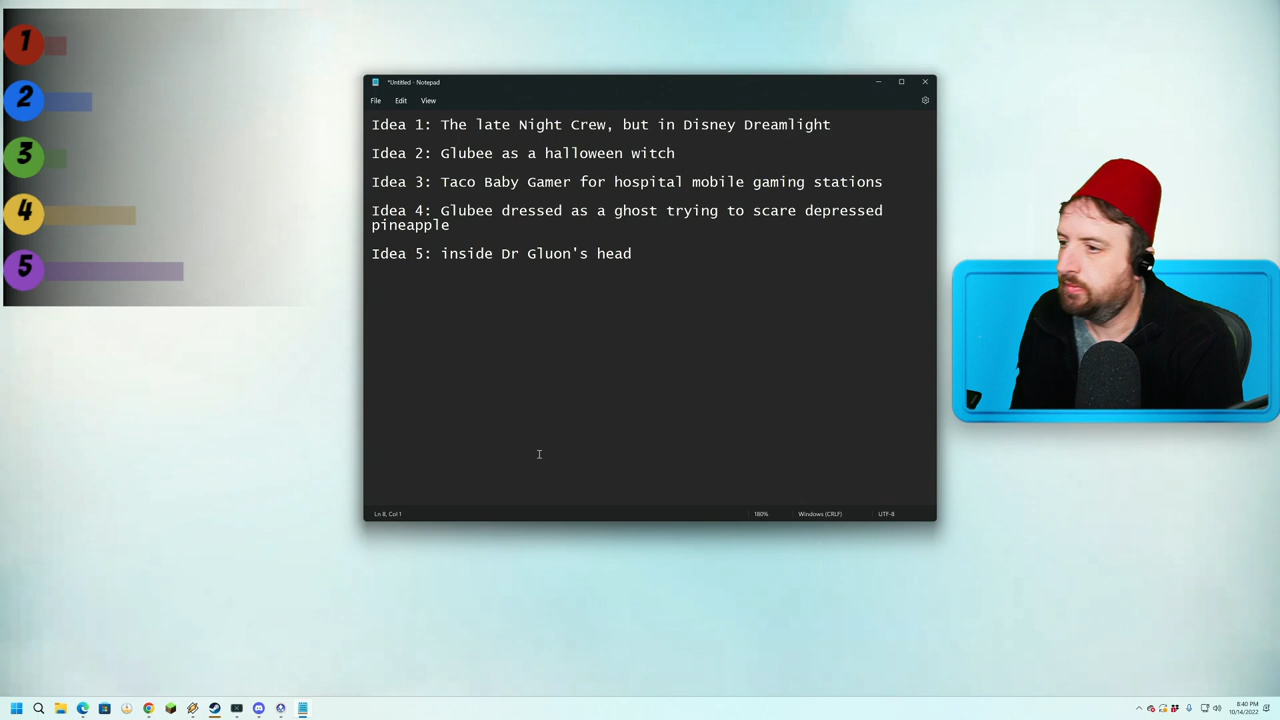 1
2
3
4
5
*Untitled - Notepad
File Edit View
Idea 1: The late Night Crew, but in Disney Dreamlight
Idea 2: Glubee as a halloween witch
Idea 3: Taco Baby Gamer for hospital mobile gaming stations
Idea 4: Glubee dressed as a ghost trying to scare depressed
pineapple
Idea 5: inside Dr Gluon's head
Ln 8, Col 1 180% Windows (CRLF) UTF-8
8:40 PM
10/14/2022